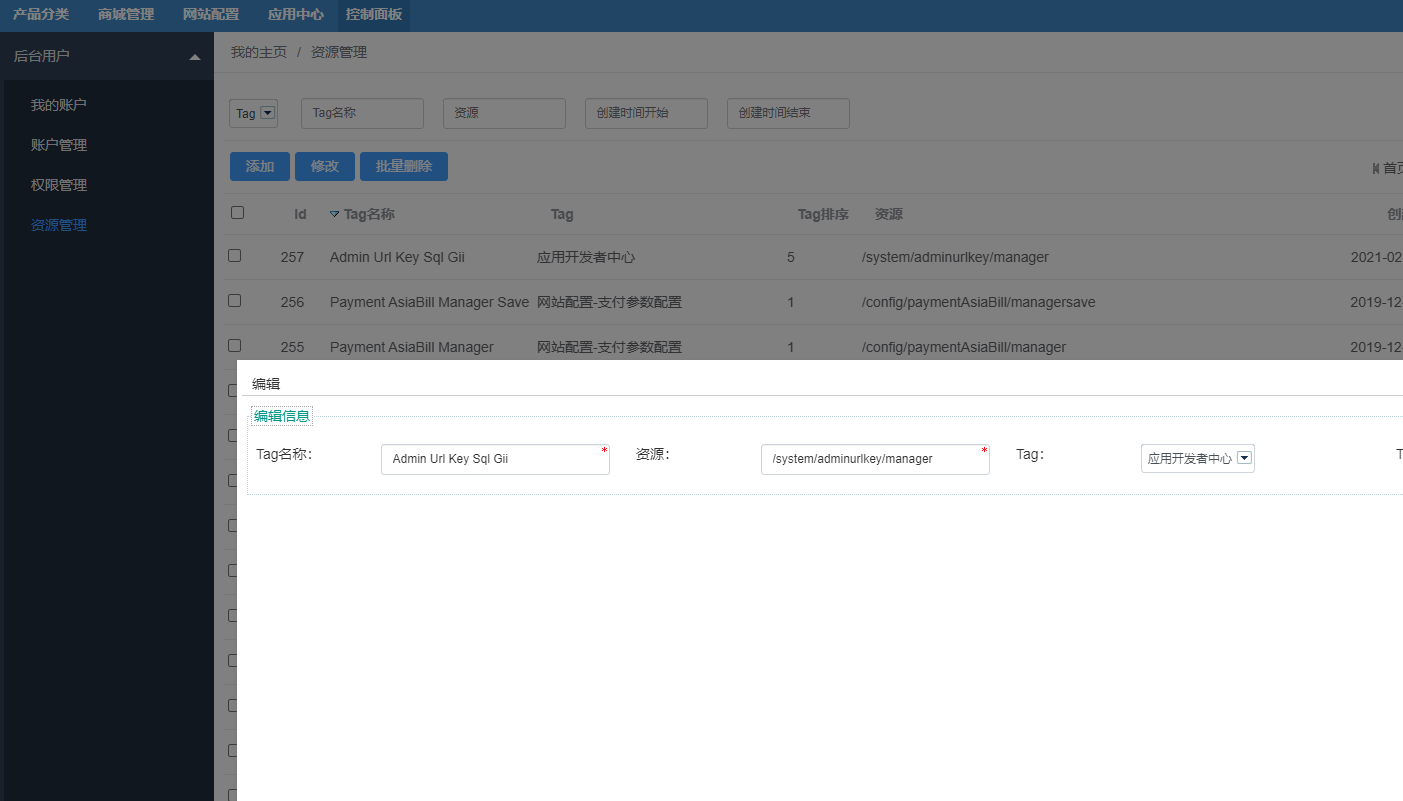 产品分类 商城管理 网站配置 应用中心 控制面板
后台用户
我的账户
账户管理
权限管理
资源管理
我的主页 / 资源管理
Tag Tag名称 资源 创建时间开始 创建时间结束
添加 修改 批量删除 首页
Id Tag名称 Tag Tag排序 资源 创
257 Admin Url Key Sql Gii 应用开发者中心 5 /system/adminurlkey/manager 2021-02
256 Payment AsiaBill Manager Save 网站配置-支付参数配置 1 /config/paymentAsiaBill/managersave 2019-12
255 Payment AsiaBill Manager 网站配置-支付参数配置 1 /config/paymentAsiaBill/manager 2019-12
编辑
编辑信息
Tag名称： Admin Url Key Sql Gii * 资源： /system/adminurlkey/manager * Tag： 应用开发者中心 T